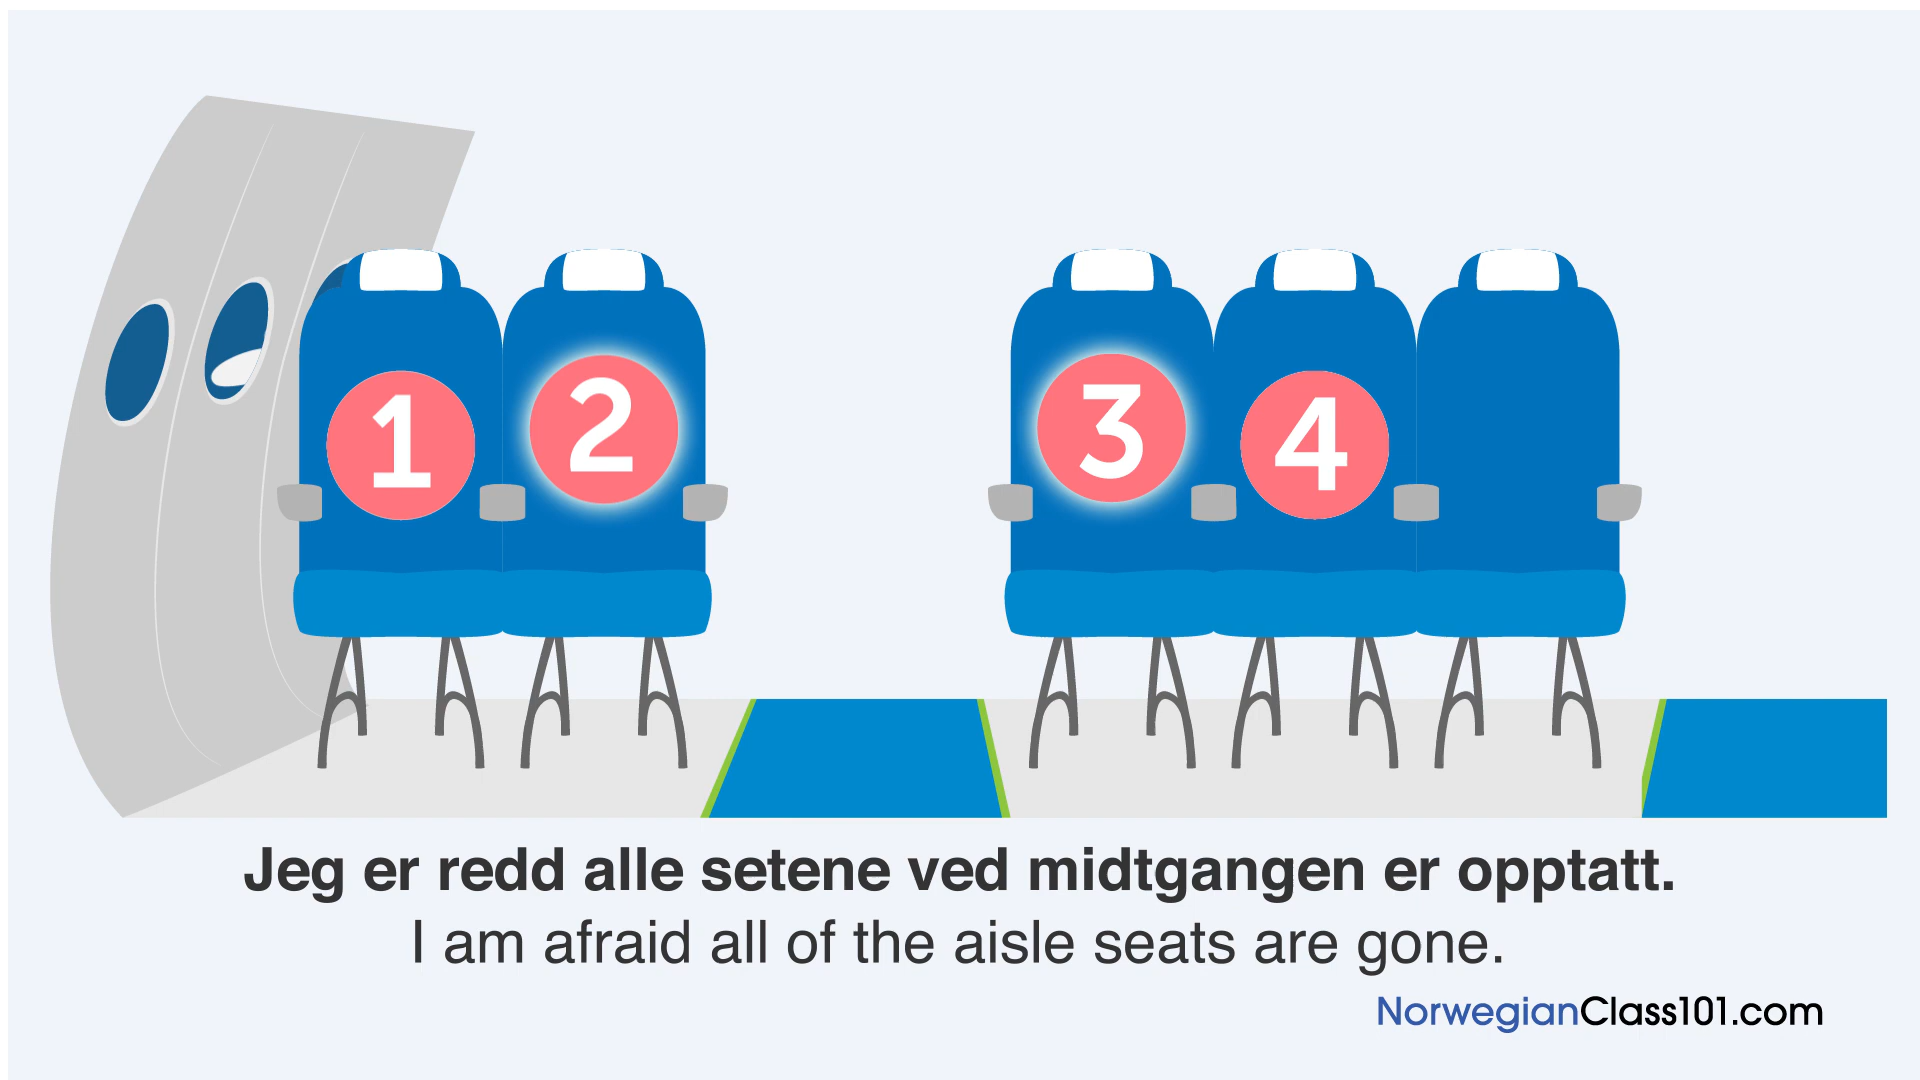 1
2
3
4
Jeg er redd alle setene ved midtgangen er opptatt.
I am afraid all of the aisle seats are gone.
NorwegianClass101.com